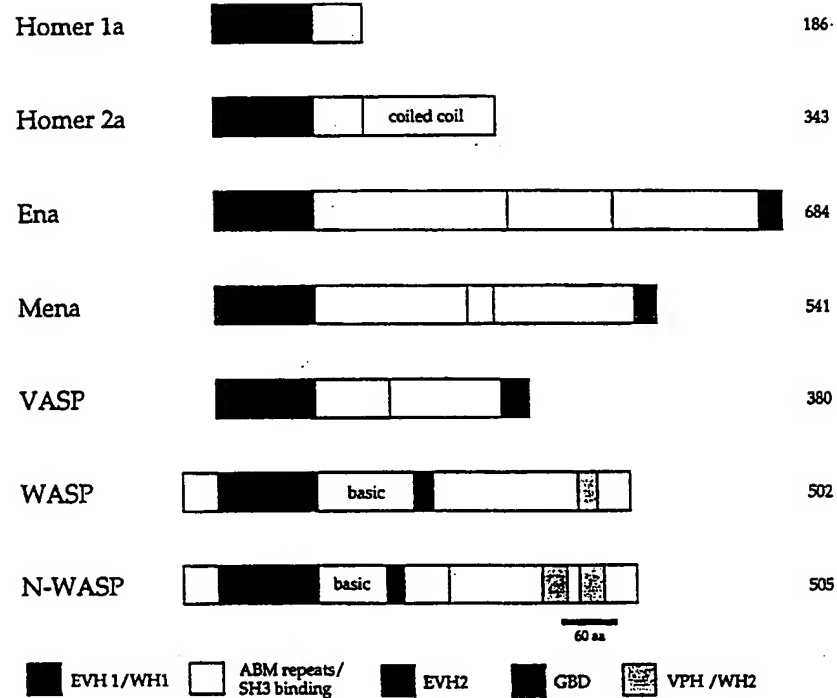 Homer 1a 186
Homer 2a coiled coil 343
Ena 684
Mena 541
VASP 380
WASP basic 502
N-WASP basic 505
60 aa
EVH 1/WH1 ABM repeats/ SH3 binding EVH2 GBD VPH /WH2